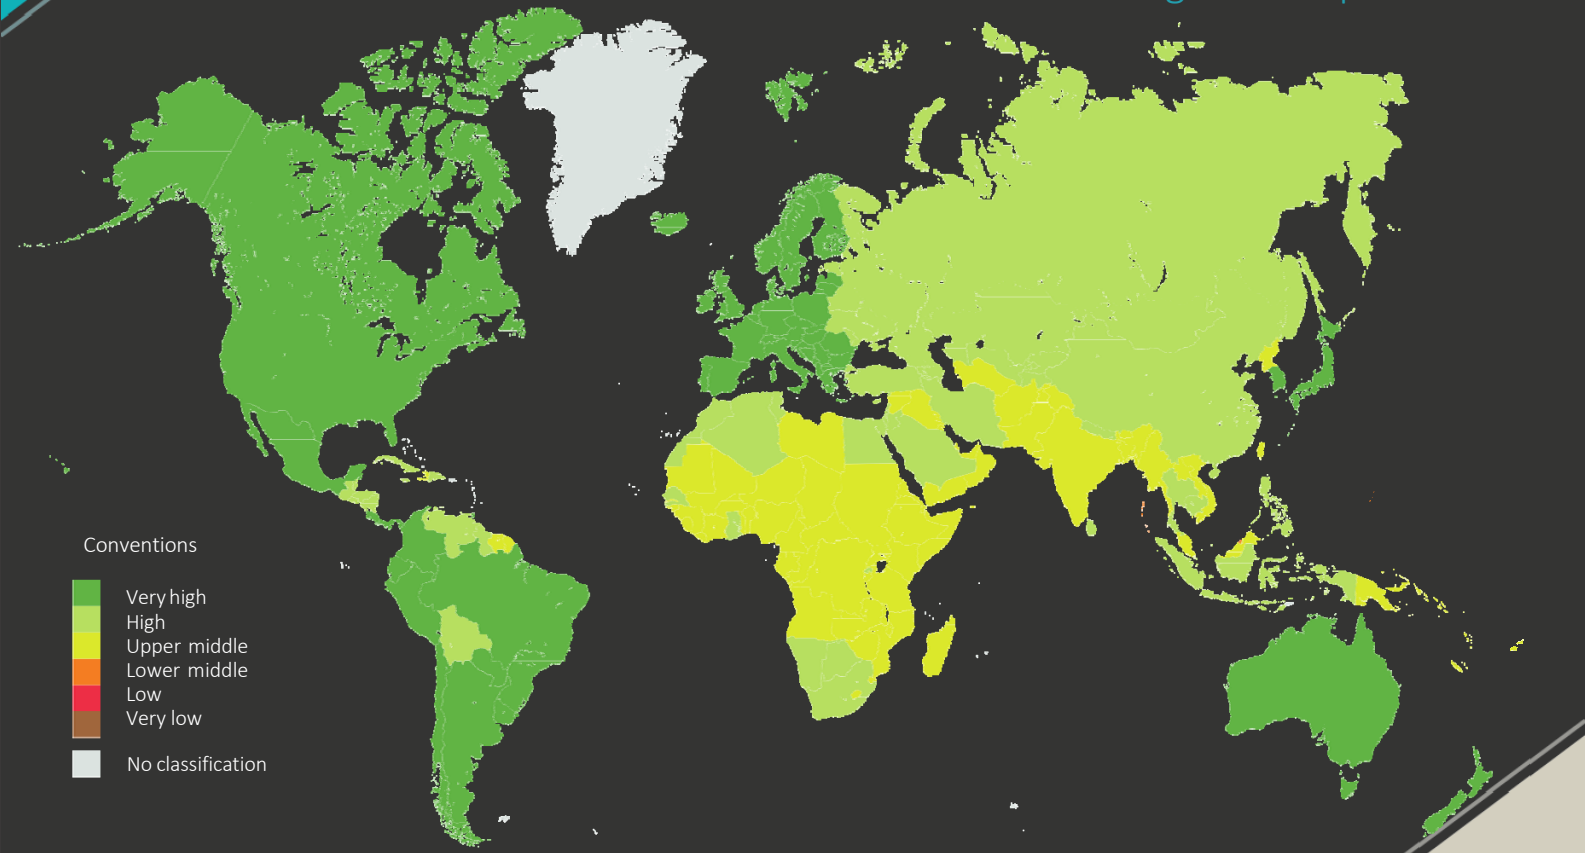 Conventions
Very high
High
Upper middle
Lower middle
Low
Very low
No classification